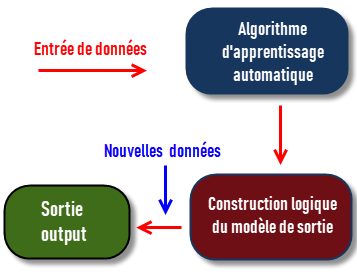 Algorithme
d'apprentissage
automatique
Entrée de données
Nouvelles données
Construction logique
du modèle de sortie
Sortie
output